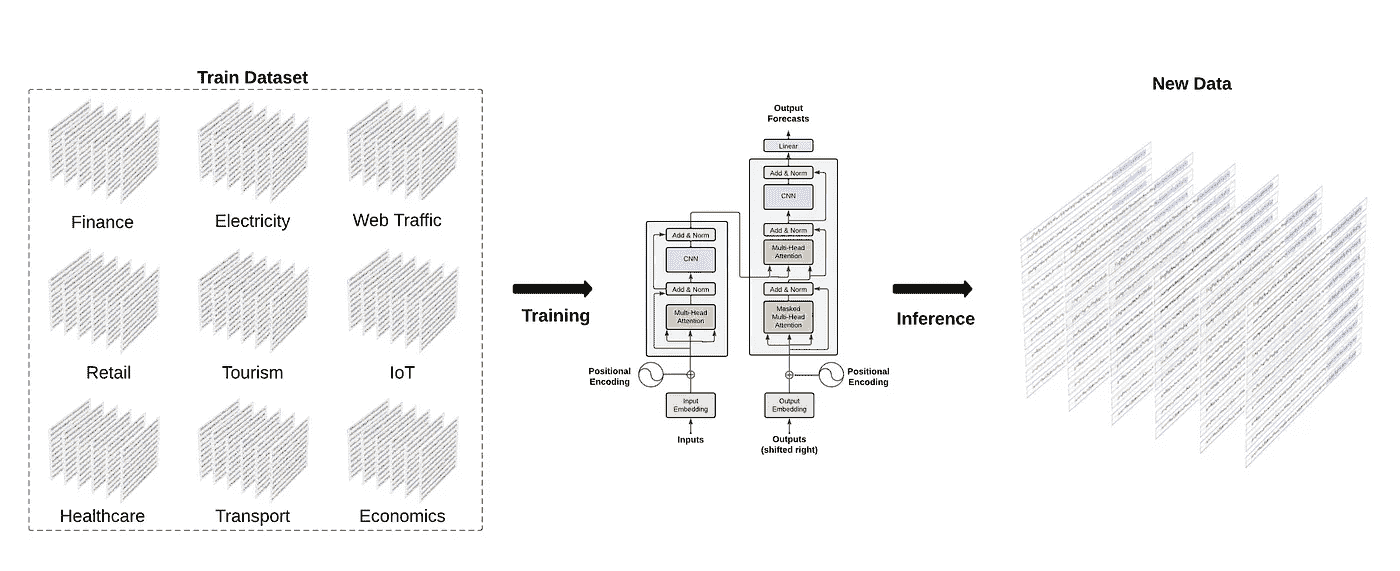 Train Dataset
Finance
Electricity
Web Traffic
Retail
Tourism
IoT
Healthcare
Transport
Economics
Training
Output
Forecasts
Linear
Add & Norm
CNN
Add & Norm
Multi-Head
Attention
Add & Norm
Masked
Multi-Head
Attention
Add & Norm
CNN
Add & Norm
Multi-Head
Attention
Positional
Encoding
Positional
Encoding
Input
Embedding
Output
Embedding
Inputs
Outputs
(shifted right)
Inference
New Data